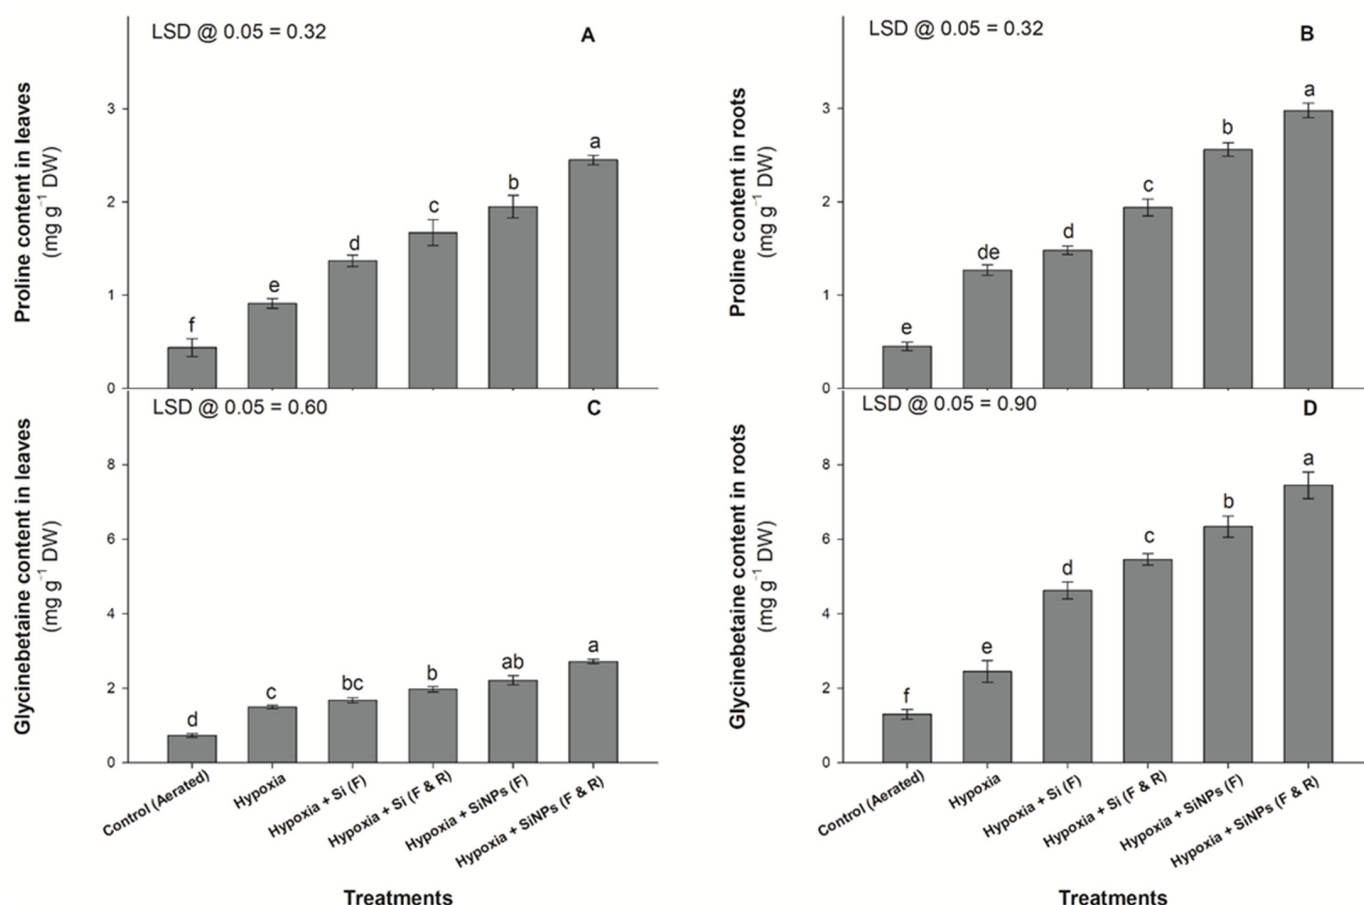 LSD @ 0.05 = 0.32
A
Proline content in leaves
(mg g⁻¹ DW)
3
2
1
0
f
e
d
c
b
a
LSD @ 0.05 = 0.32
B
Proline content in roots
(mg g⁻¹ DW)
3
2
1
0
e
de
d
c
b
a
LSD @ 0.05 = 0.60
C
Glycinebetaine content in leaves
(mg g⁻¹ DW)
8
6
4
2
0
d
c
bc
b
ab
a
Control (Aerated)
Hypoxia
Hypoxia + Si (F)
Hypoxia + Si (F & R)
Hypoxia + SiNPs (F)
Hypoxia + SiNPs (F & R)
Treatments
LSD @ 0.05 = 0.90
D
Glycinebetaine content in roots
(mg g⁻¹ DW)
8
6
4
2
0
f
e
d
c
b
a
Control (Aerated)
Hypoxia
Hypoxia + Si (F)
Hypoxia + Si (F & R)
Hypoxia + SiNPs (F)
Hypoxia + SiNPs (F & R)
Treatments